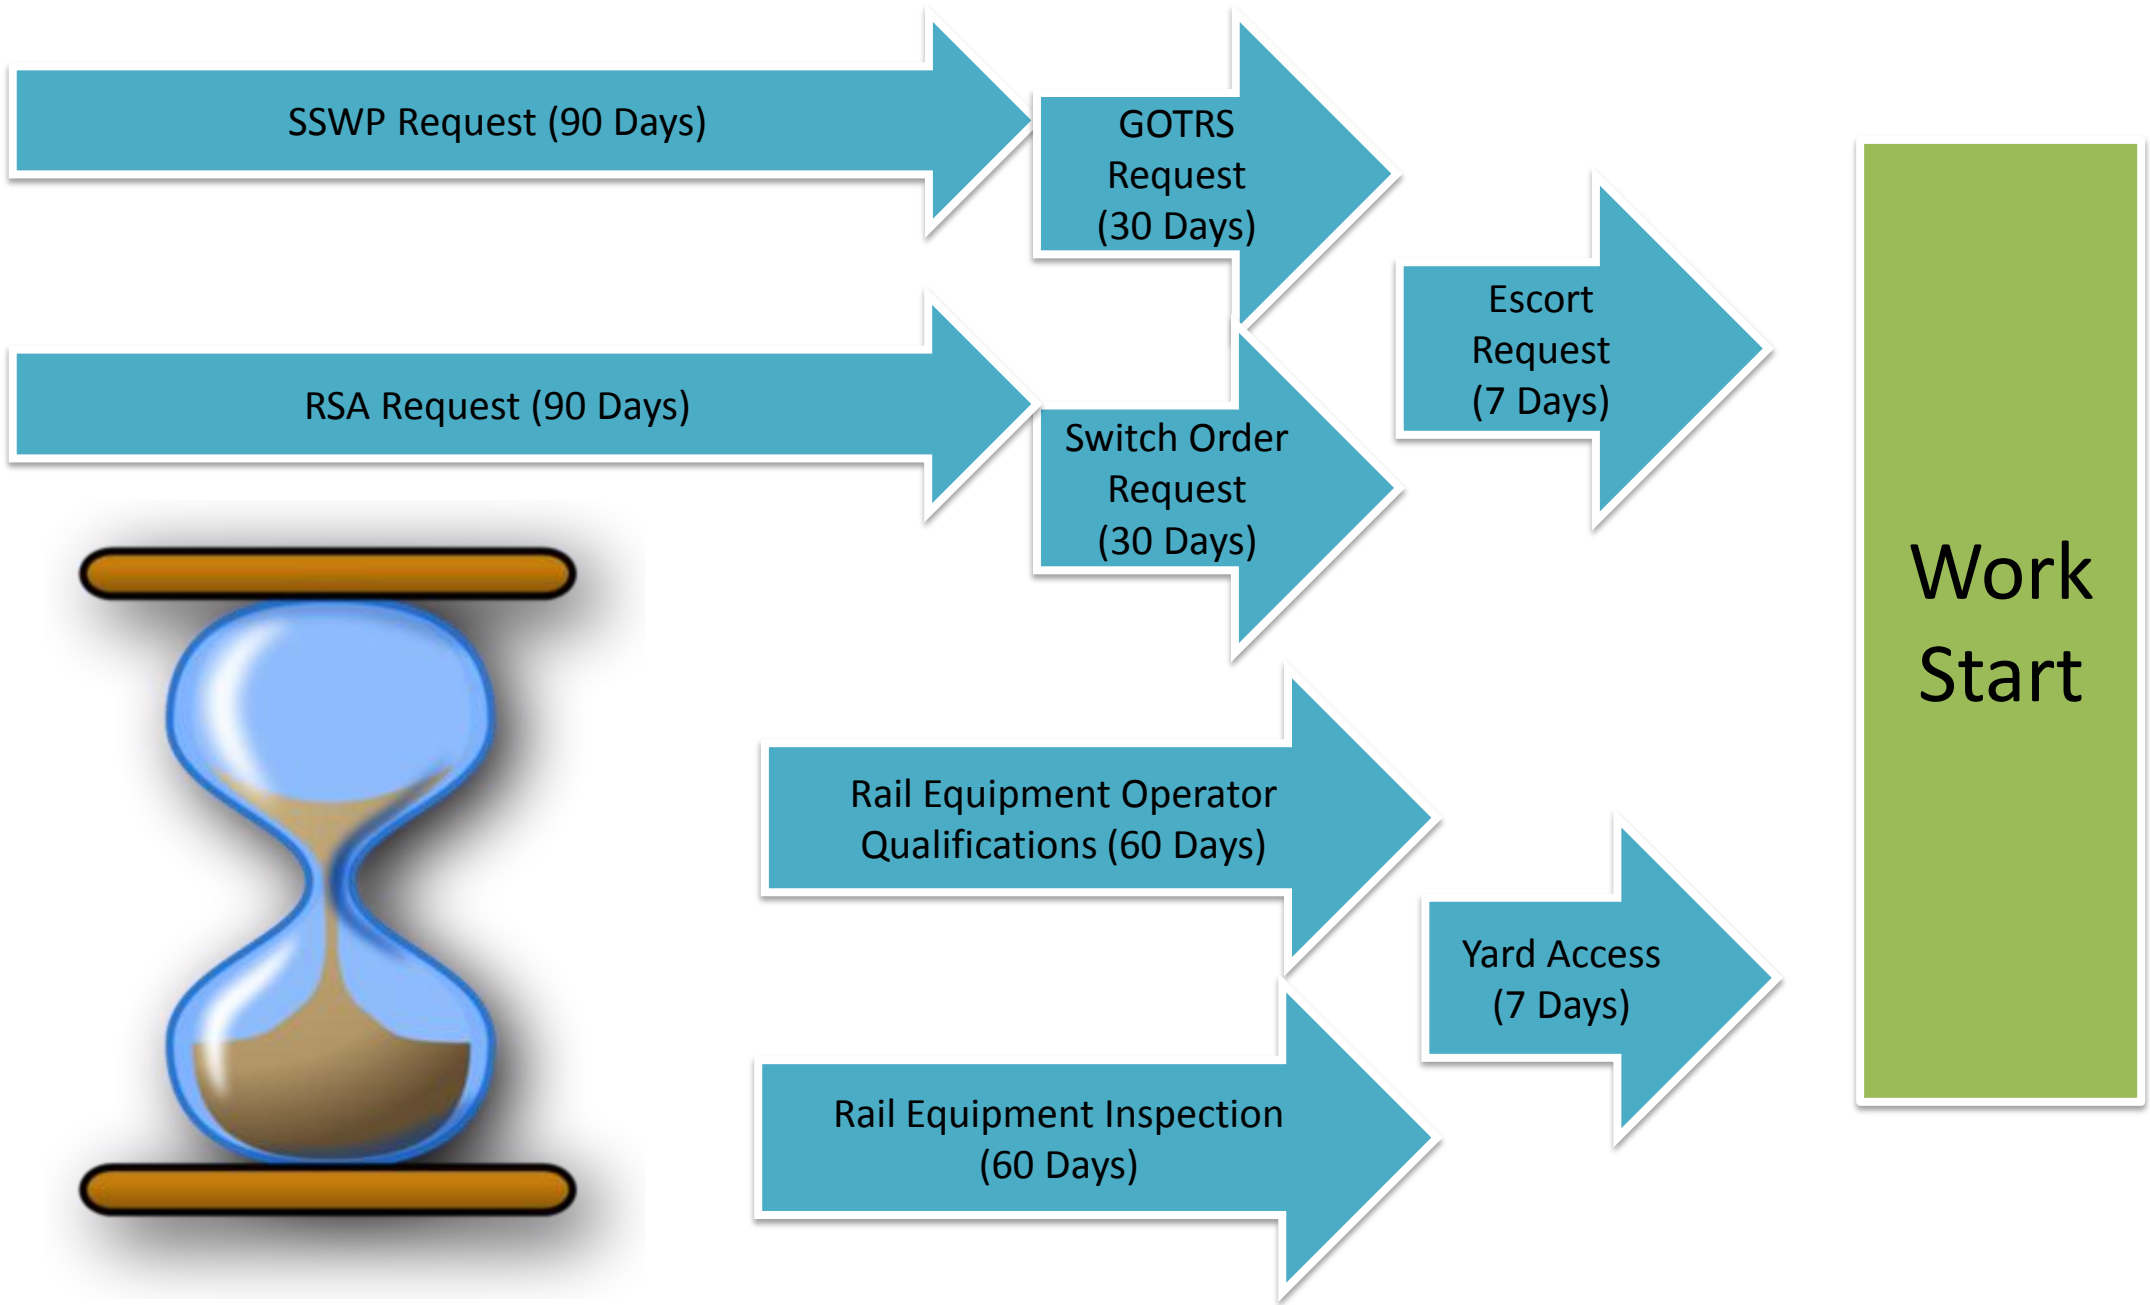 SSWP Request (90 Days)
GOTRS
Request
(30 Days)
RSA Request (90 Days)
Switch Order
Request
(30 Days)
Escort
Request
(7 Days)
Rail Equipment Operator
Qualifications (60 Days)
Rail Equipment Inspection
(60 Days)
Yard Access
(7 Days)
Work
Start